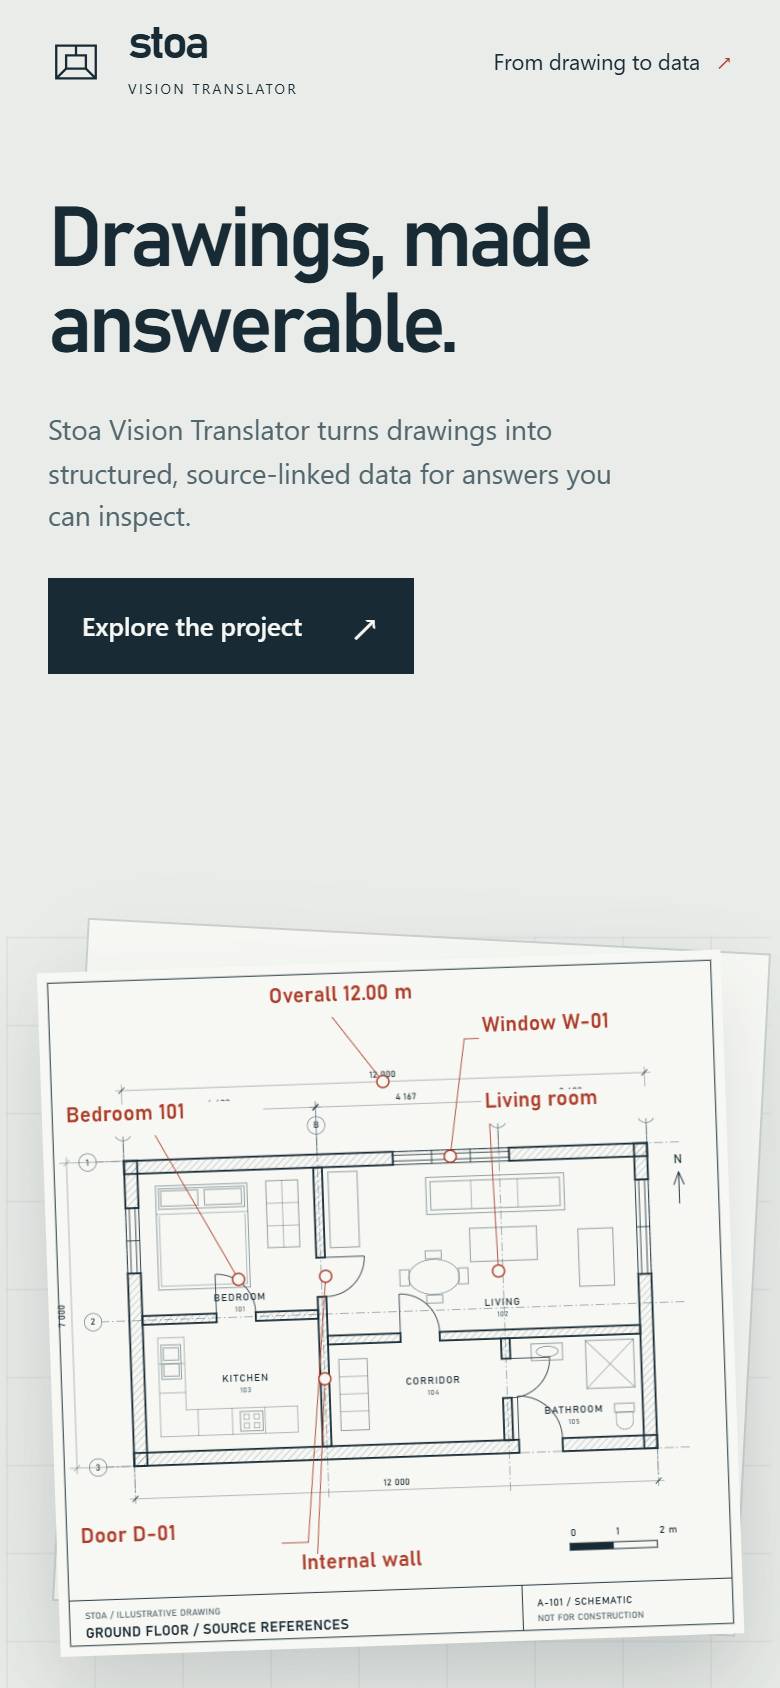 stoa
VISION TRANSLATOR
From drawing to data ↗
Drawings, made
answerable.
Stoa Vision Translator turns drawings into
structured, source-linked data for answers you
can inspect.
Explore the project ↗
Overall 12.00 m
Window W-01
12 000
4 167
Living room
Bedroom 101
B
1
N
BEDROOM
101
LIVING
102
7 000
2
KITCHEN
103
CORRIDOR
104
BATHROOM
105
3
12 000
Door D-01
0 1 2 m
Internal wall
STOA / ILLUSTRATIVE DRAWING
GROUND FLOOR / SOURCE REFERENCES
A-101 / SCHEMATIC
NOT FOR CONSTRUCTION